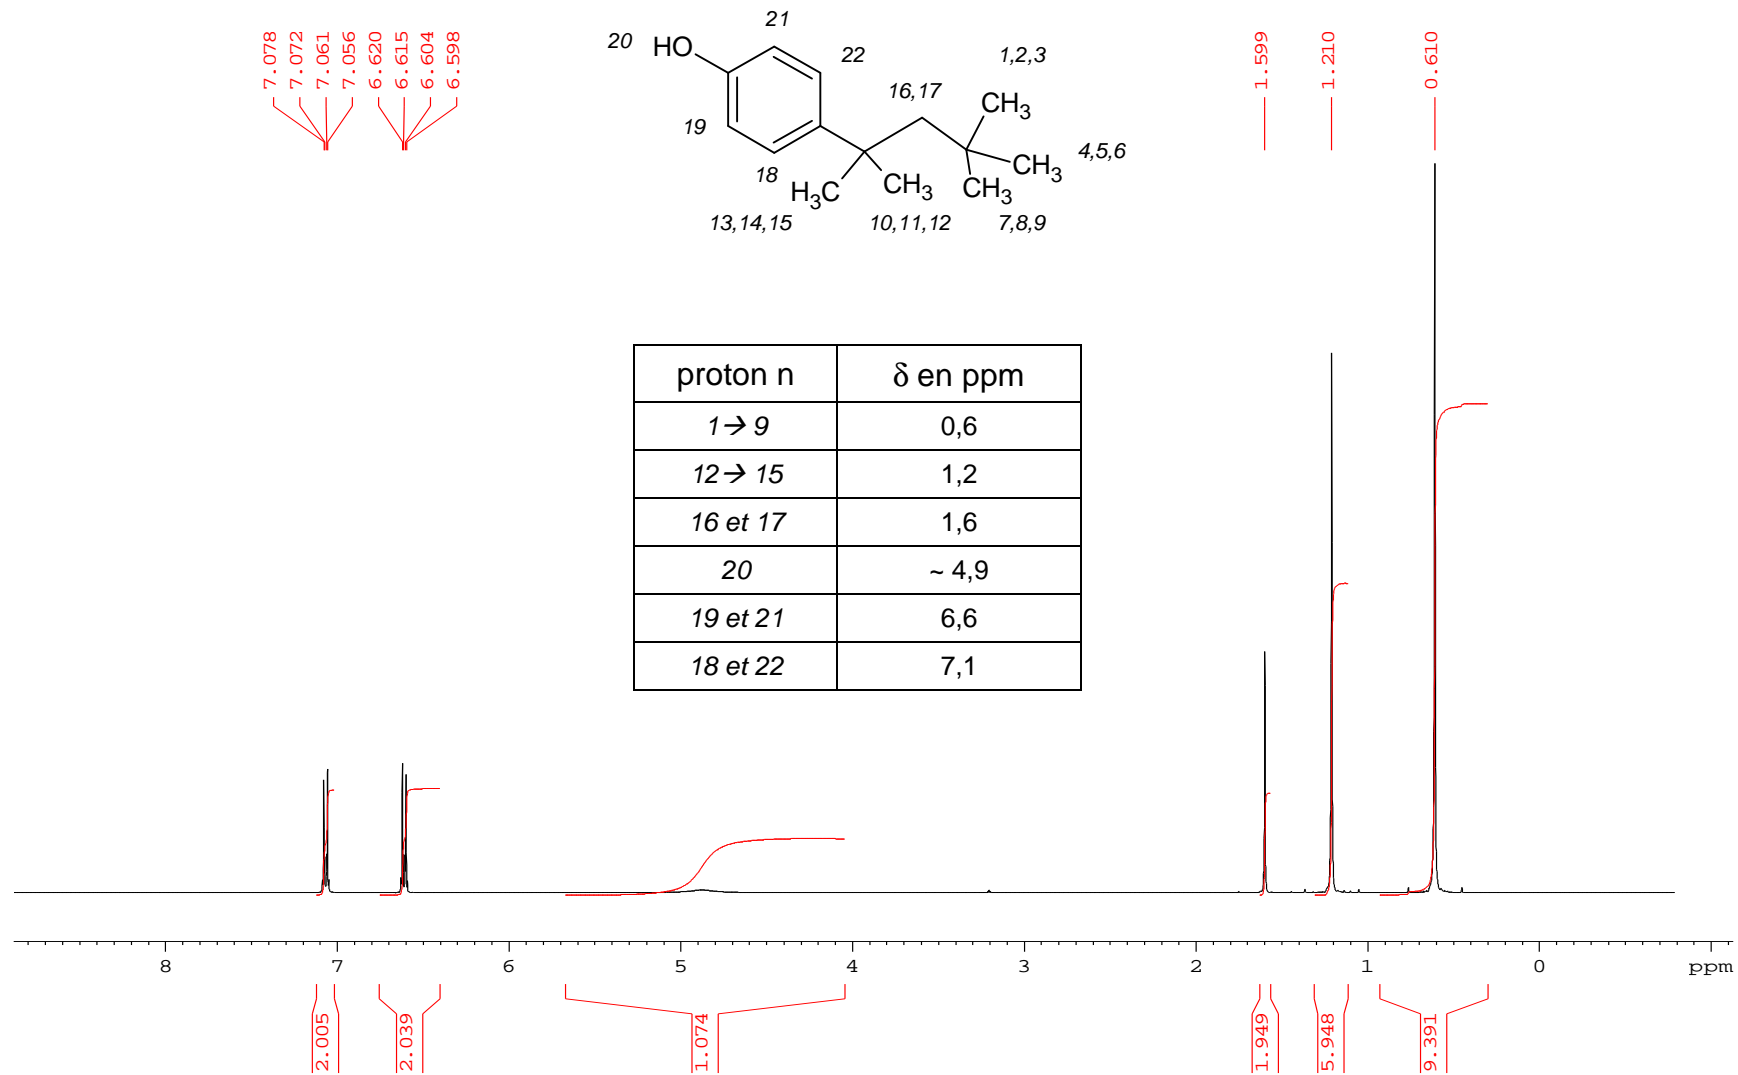 7.078
7.072
7.061
7.056
6.620
6.615
6.604
6.598
1.599
1.210
0.610
21
20 HO
22
1,2,3
16,17
CH3
19
4,5,6
CH3
18
H3C CH3 CH3
13,14,15 10,11,12 7,8,9
proton n δ en ppm
1→ 9 0,6
12→ 15 1,2
16 et 17 1,6
20 ~ 4,9
19 et 21 6,6
18 et 22 7,1
8 7 6 5 4 3 2 1 0 ppm
2.005
2.039
1.074
1.949
5.948
9.391